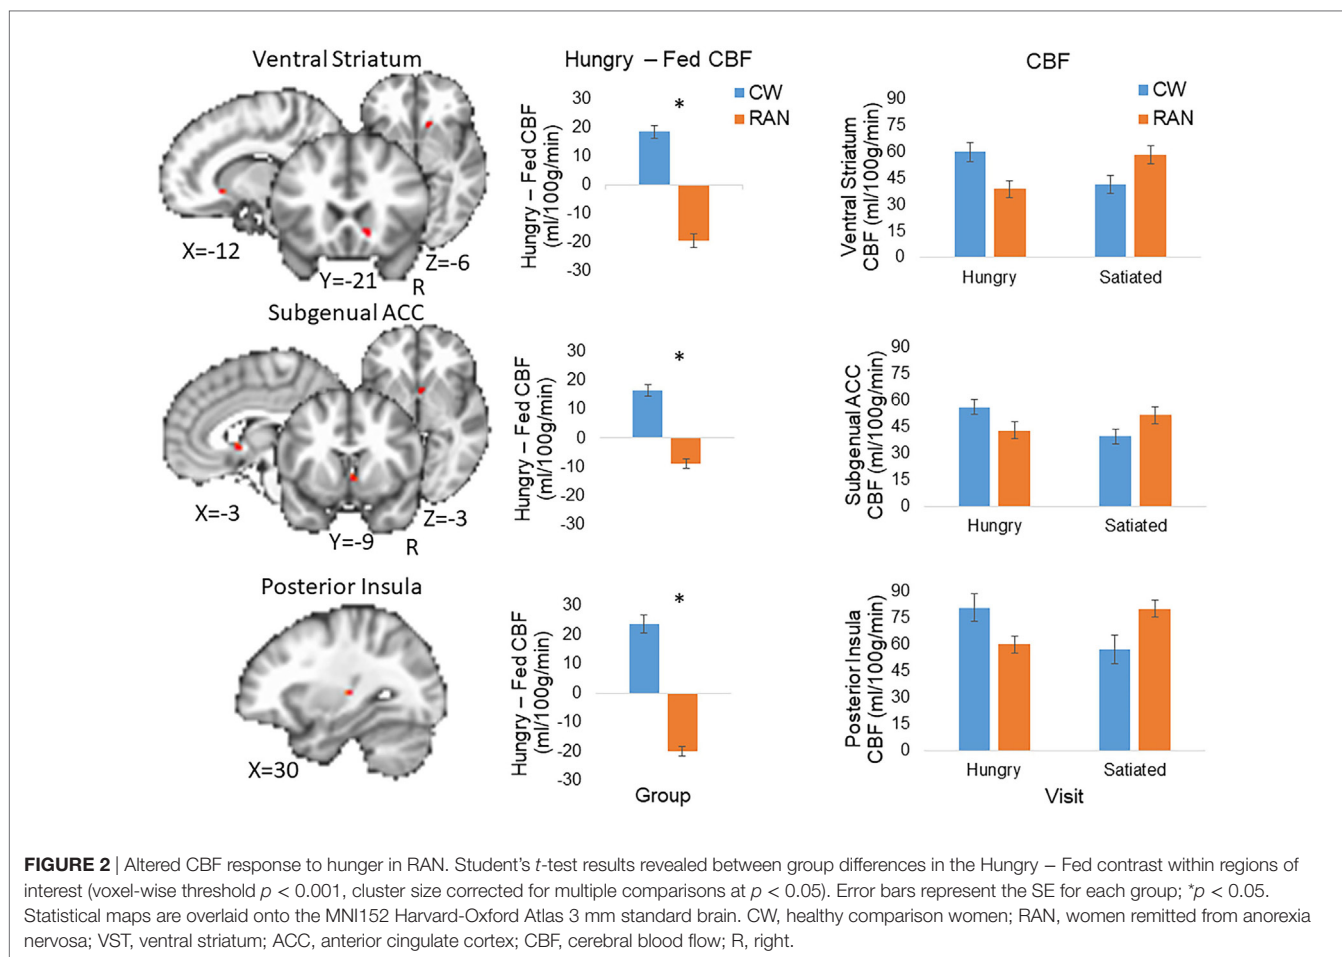 Ventral Striatum
X=-12
Y=-21
Z=-6
R
Hungry – Fed CBF
CW
RAN
Hungry – Fed CBF
(ml/100g/min)
30
20
10
0
-10
-20
-30
*
CBF
CW
RAN
Ventral Striatum
CBF (ml/100g/min)
90
75
60
45
30
15
0
Hungry
Satiated
Subgenual ACC
X=-3
Y=-9
Z=-3
R
Hungry – Fed CBF
(ml/100g/min)
30
20
10
0
-10
-20
-30
*
Subgenual ACC
CBF (ml/100g/min)
90
75
60
45
30
15
0
Hungry
Satiated
Posterior Insula
X=30
Hungry – Fed CBF
(ml/100g/min)
30
20
10
0
-10
-20
-30
*
Group
Posterior Insula
CBF (ml/100g/min)
90
75
60
45
30
15
0
Hungry
Satiated
Visit
FIGURE 2 | Altered CBF response to hunger in RAN. Student’s t-test results revealed between group differences in the Hungry – Fed contrast within regions of
interest (voxel-wise threshold p < 0.001, cluster size corrected for multiple comparisons at p < 0.05). Error bars represent the SE for each group; *p < 0.05.
Statistical maps are overlaid onto the MNI152 Harvard-Oxford Atlas 3 mm standard brain. CW, healthy comparison women; RAN, women remitted from anorexia
nervosa; VST, ventral striatum; ACC, anterior cingulate cortex; CBF, cerebral blood flow; R, right.